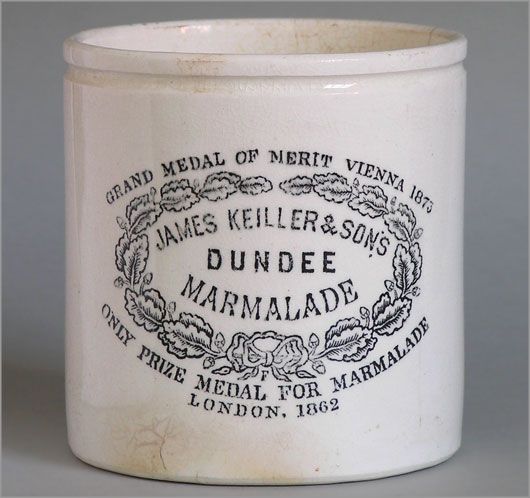 GRAND MEDAL OF MERIT VIENNA 1873
JAMES KEILLER & SON'S
DUNDEE
MARMALADE
F
ONLY PRIZE MEDAL FOR MARMALADE
LONDON, 1862